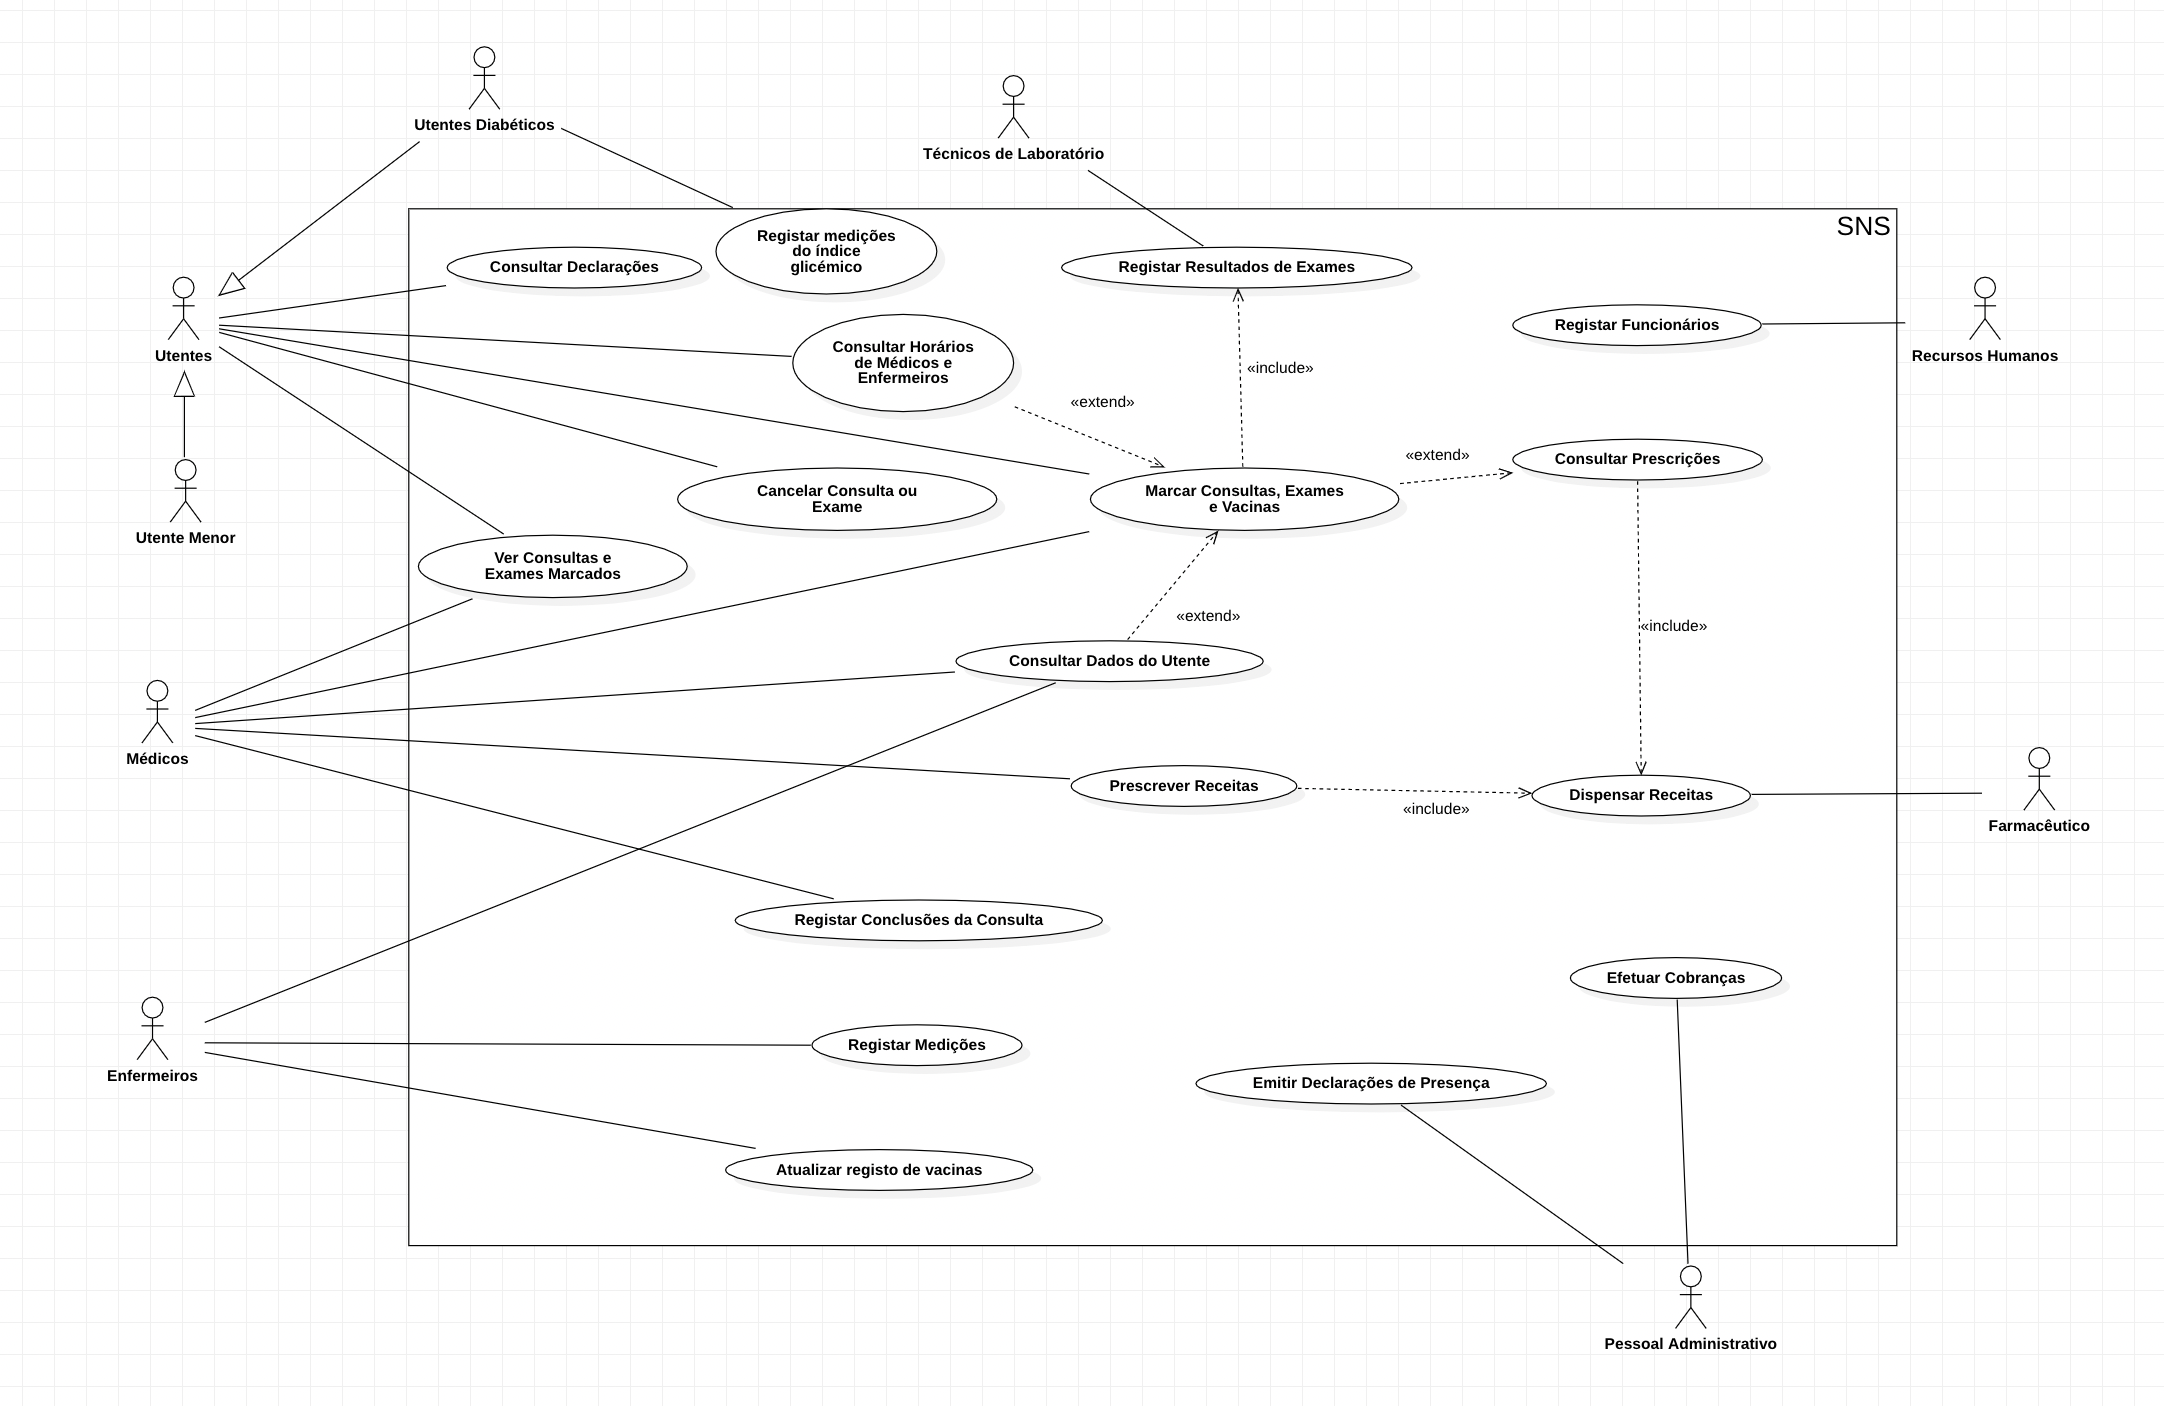 Utentes Diabéticos
Técnicos de Laboratório
SNS
Registar medições
do índice
glicémico
Consultar Declarações
Registar Resultados de Exames
Registar Funcionários
Utentes
Recursos Humanos
Consultar Horários
de Médicos e
Enfermeiros
«include»
«extend»
«extend»
Consultar Prescrições
Cancelar Consulta ou
Exame
Marcar Consultas, Exames
e Vacinas
Utente Menor
Ver Consultas e
Exames Marcados
«extend»
«include»
Consultar Dados do Utente
Médicos
Prescrever Receitas
«include»
Dispensar Receitas
Farmacêutico
Registar Conclusões da Consulta
Efetuar Cobranças
Registar Medições
Enfermeiros
Emitir Declarações de Presença
Atualizar registo de vacinas
Pessoal Administrativo